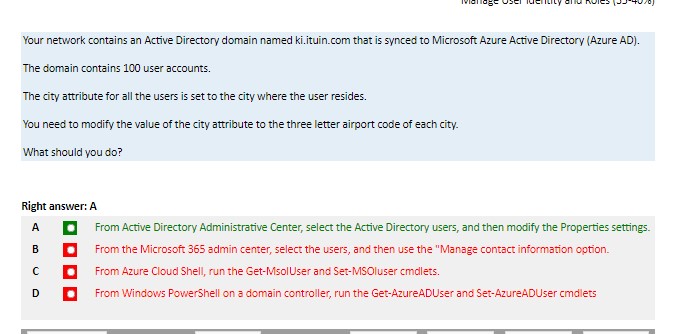 Manage User Identity and Roles (35-40%)
Your network contains an Active Directory domain named ki.ituin.com that is synced to Microsoft Azure Active Directory (Azure AD).
The domain contains 100 user accounts.
The city attribute for all the users is set to the city where the user resides.
You need to modify the value of the city attribute to the three letter airport code of each city.
What should you do?
Right answer: A
A From Active Directory Administrative Center, select the Active Directory users, and then modify the Properties settings.
B From the Microsoft 365 admin center, select the users, and then use the "Manage contact information option.
C From Azure Cloud Shell, run the Get-MsolUser and Set-MSOluser cmdlets.
D From Windows PowerShell on a domain controller, run the Get-AzureADUser and Set-AzureADUser cmdlets